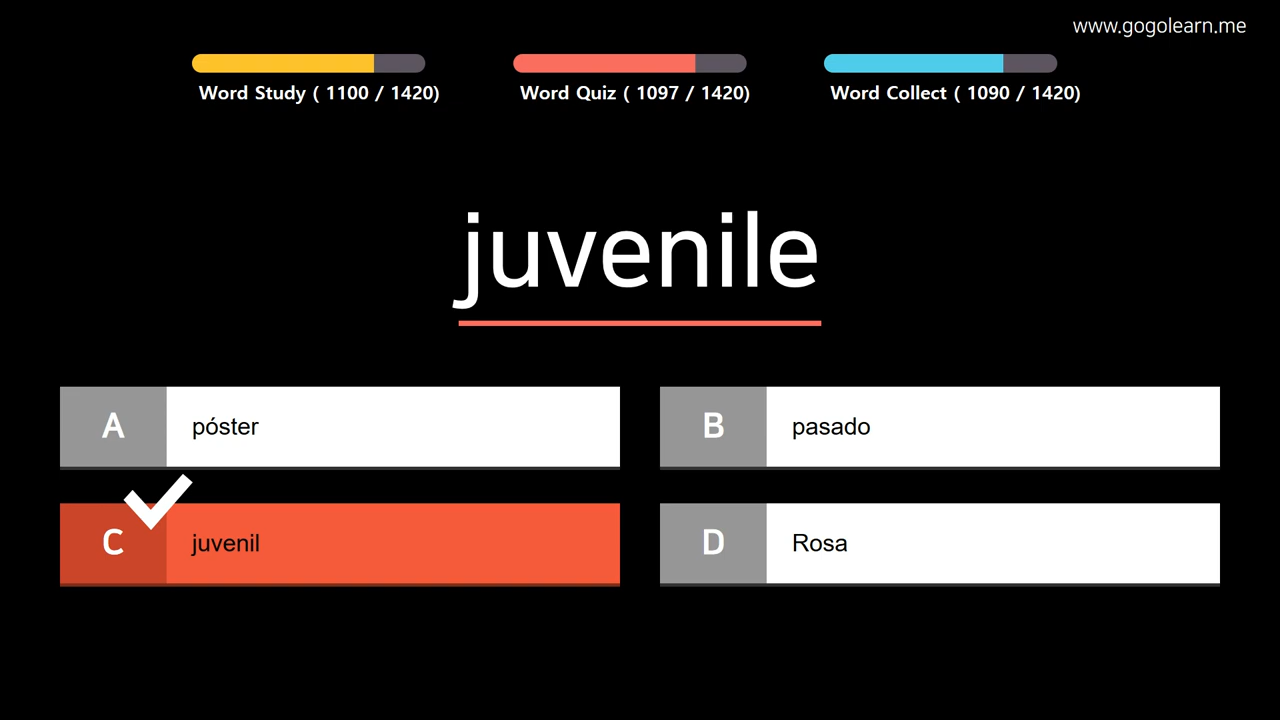 www.gogolearn.me
Word Study ( 1100 / 1420)
Word Quiz ( 1097 / 1420)
Word Collect ( 1090 / 1420)
juvenile
A póster
B pasado
C juvenil
D Rosa